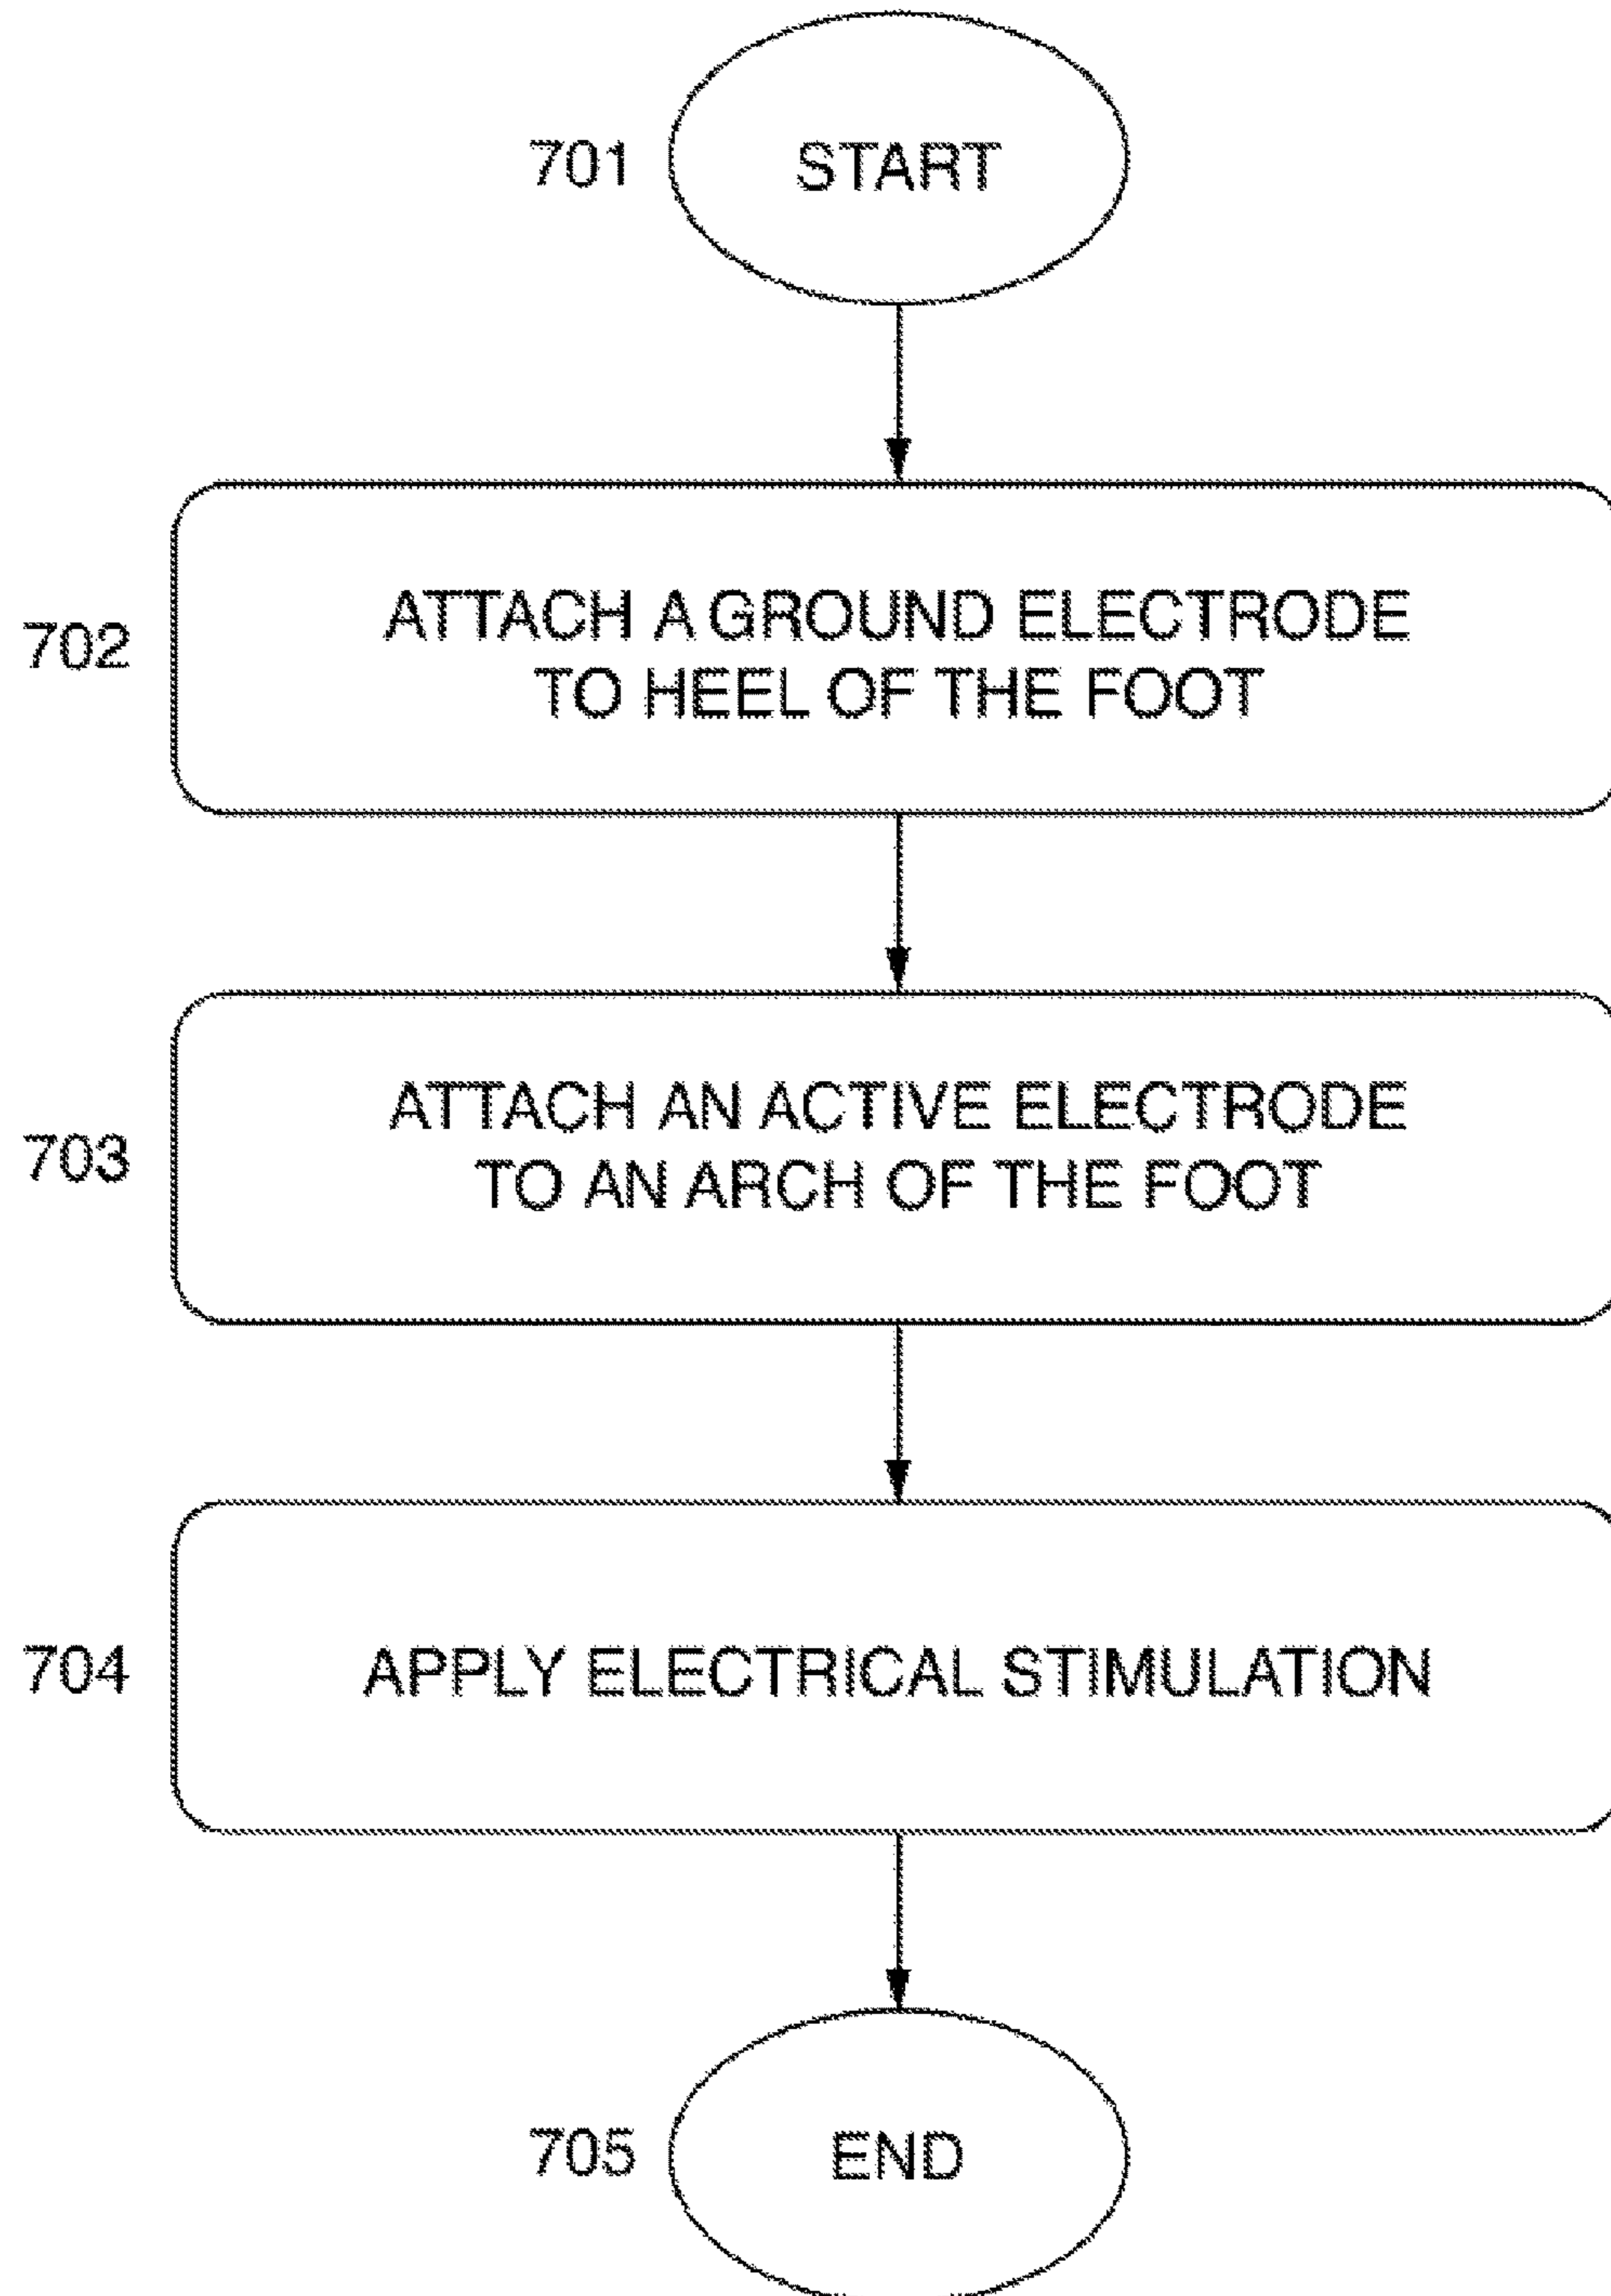 701 START
702 ATTACH A GROUND ELECTRODE
TO HEEL OF THE FOOT
703 ATTACH AN ACTIVE ELECTRODE
TO AN ARCH OF THE FOOT
704 APPLY ELECTRICAL STIMULATION
705 END